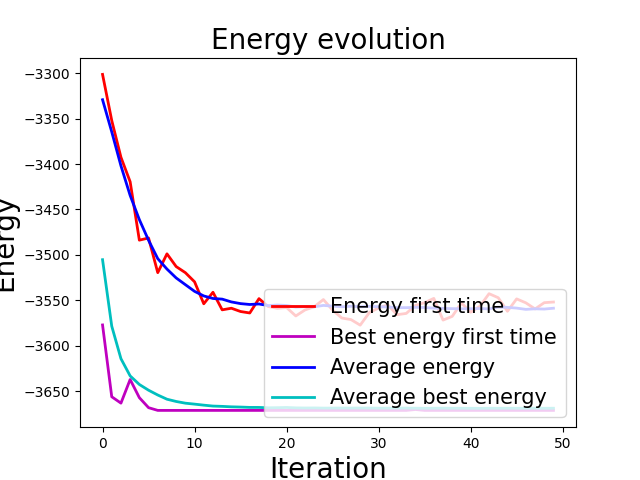 Energy evolution
Energy
−3300
−3350
−3400
−3450
−3500
−3550
−3600
−3650
0
10
20
30
40
50
Iteration
Energy first time
Best energy first time
Average energy
Average best energy